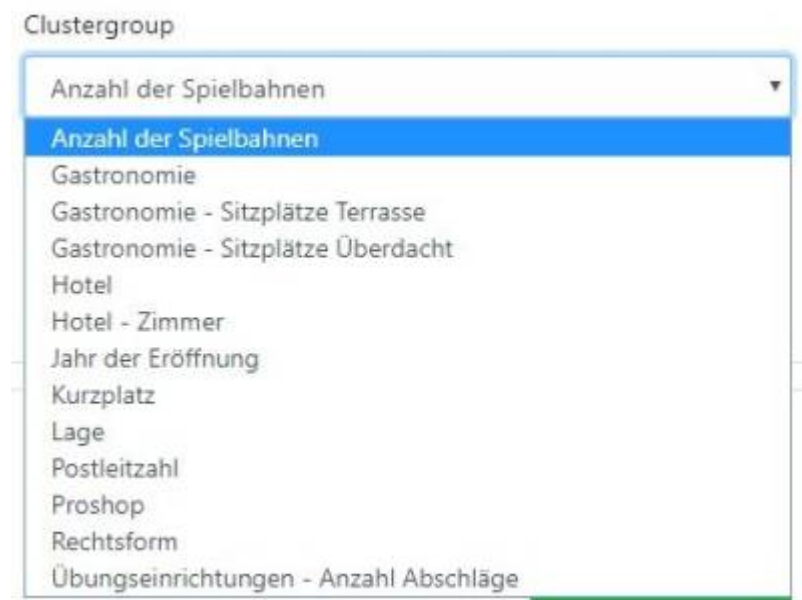 Clustergroup
Anzahl der Spielbahnen
Anzahl der Spielbahnen
Gastronomie
Gastronomie - Sitzplätze Terrasse
Gastronomie - Sitzplätze Überdacht
Hotel
Hotel - Zimmer
Jahr der Eröffnung
Kurzplatz
Lage
Postleitzahl
Proshop
Rechtsform
Übungseinrichtungen - Anzahl Abschläge